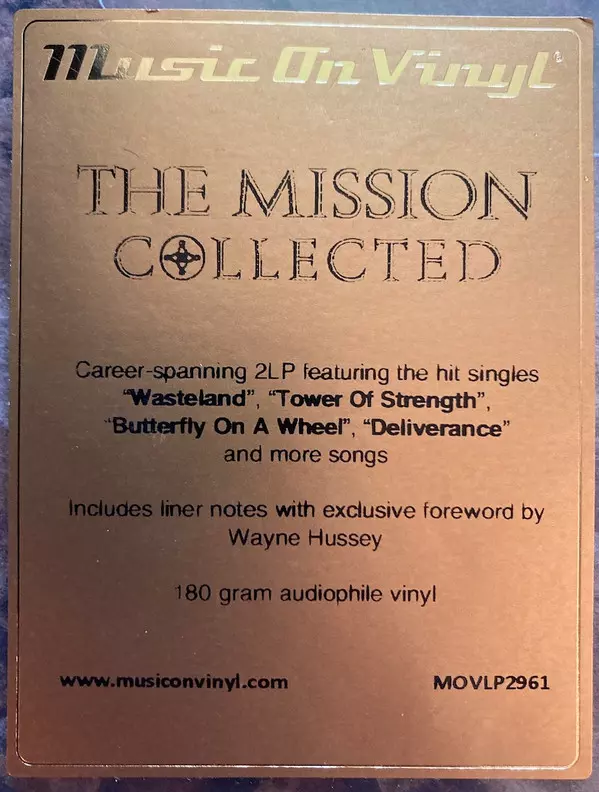 Music On Vinyl®
THE MISSION
COLLECTED
Career-spanning 2LP featuring the hit singles
"Wasteland", "Tower Of Strength",
"Butterfly On A Wheel", "Deliverance"
and more songs
Includes liner notes with exclusive foreword by
Wayne Hussey
180 gram audiophile vinyl
www.musiconvinyl.com MOVLP2961